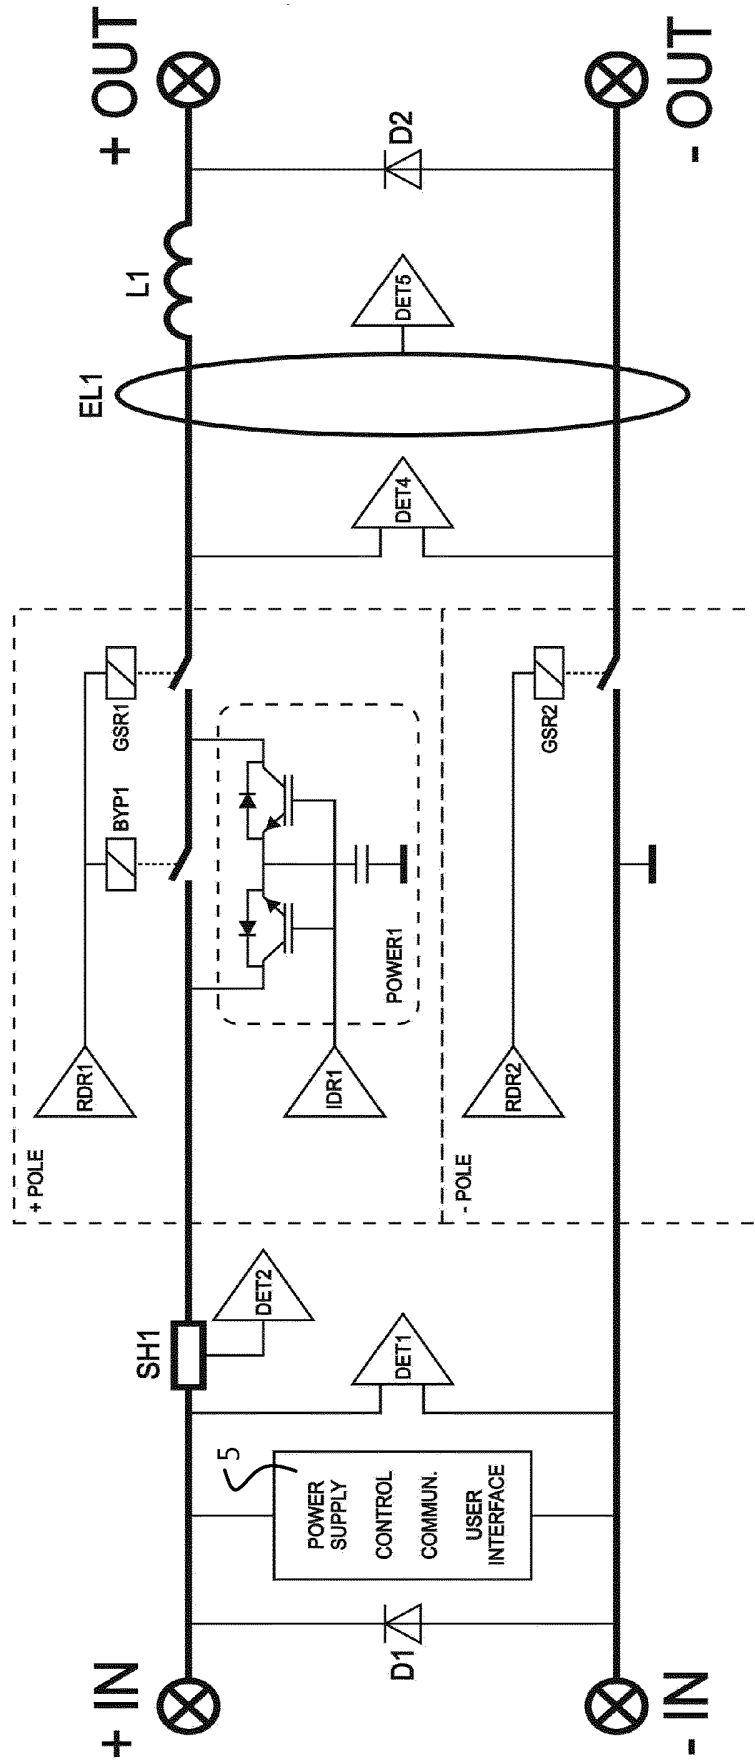 + IN
- IN
D1
5
POWER
SUPPLY
CONTROL
COMMUN.
USER
INTERFACE
DET1
SH1
DET2
+ POLE
- POLE
RDR1
IDR1
RDR2
POWER1
BYP1
GSR1
GSR2
DET4
EL1
DET5
L1
D2
+ OUT
- OUT